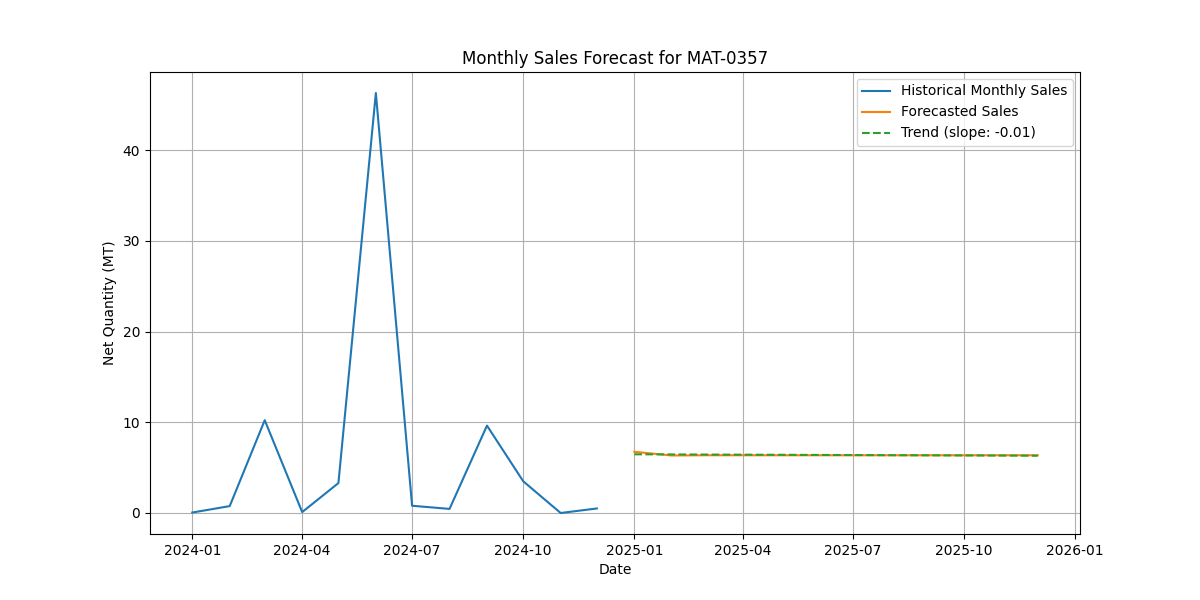 Monthly Sales Forecast for MAT-0357
Historical Monthly Sales
Forecasted Sales
Trend (slope: -0.01)
Net Quantity (MT)
40
30
20
10
0
2024-01 2024-04 2024-07 2024-10 2025-01 2025-04 2025-07 2025-10 2026-01
Date